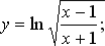 y = ln √((x − 1)/(x + 1));